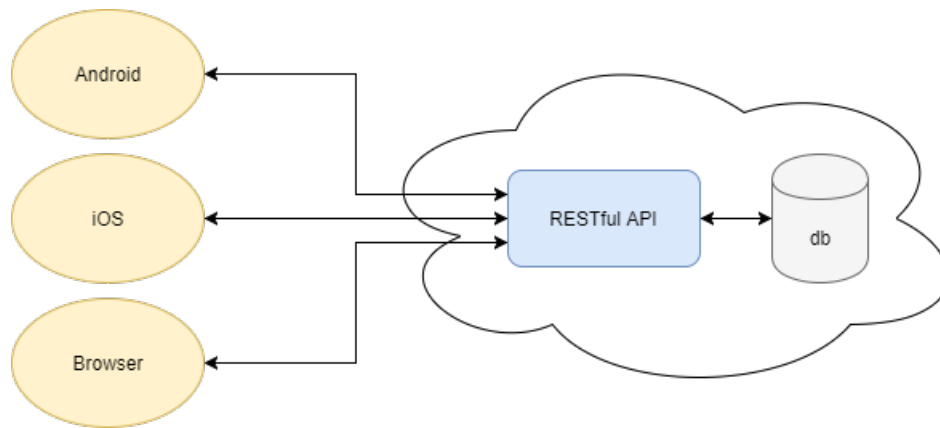 Android
iOS
RESTful API
db
Browser